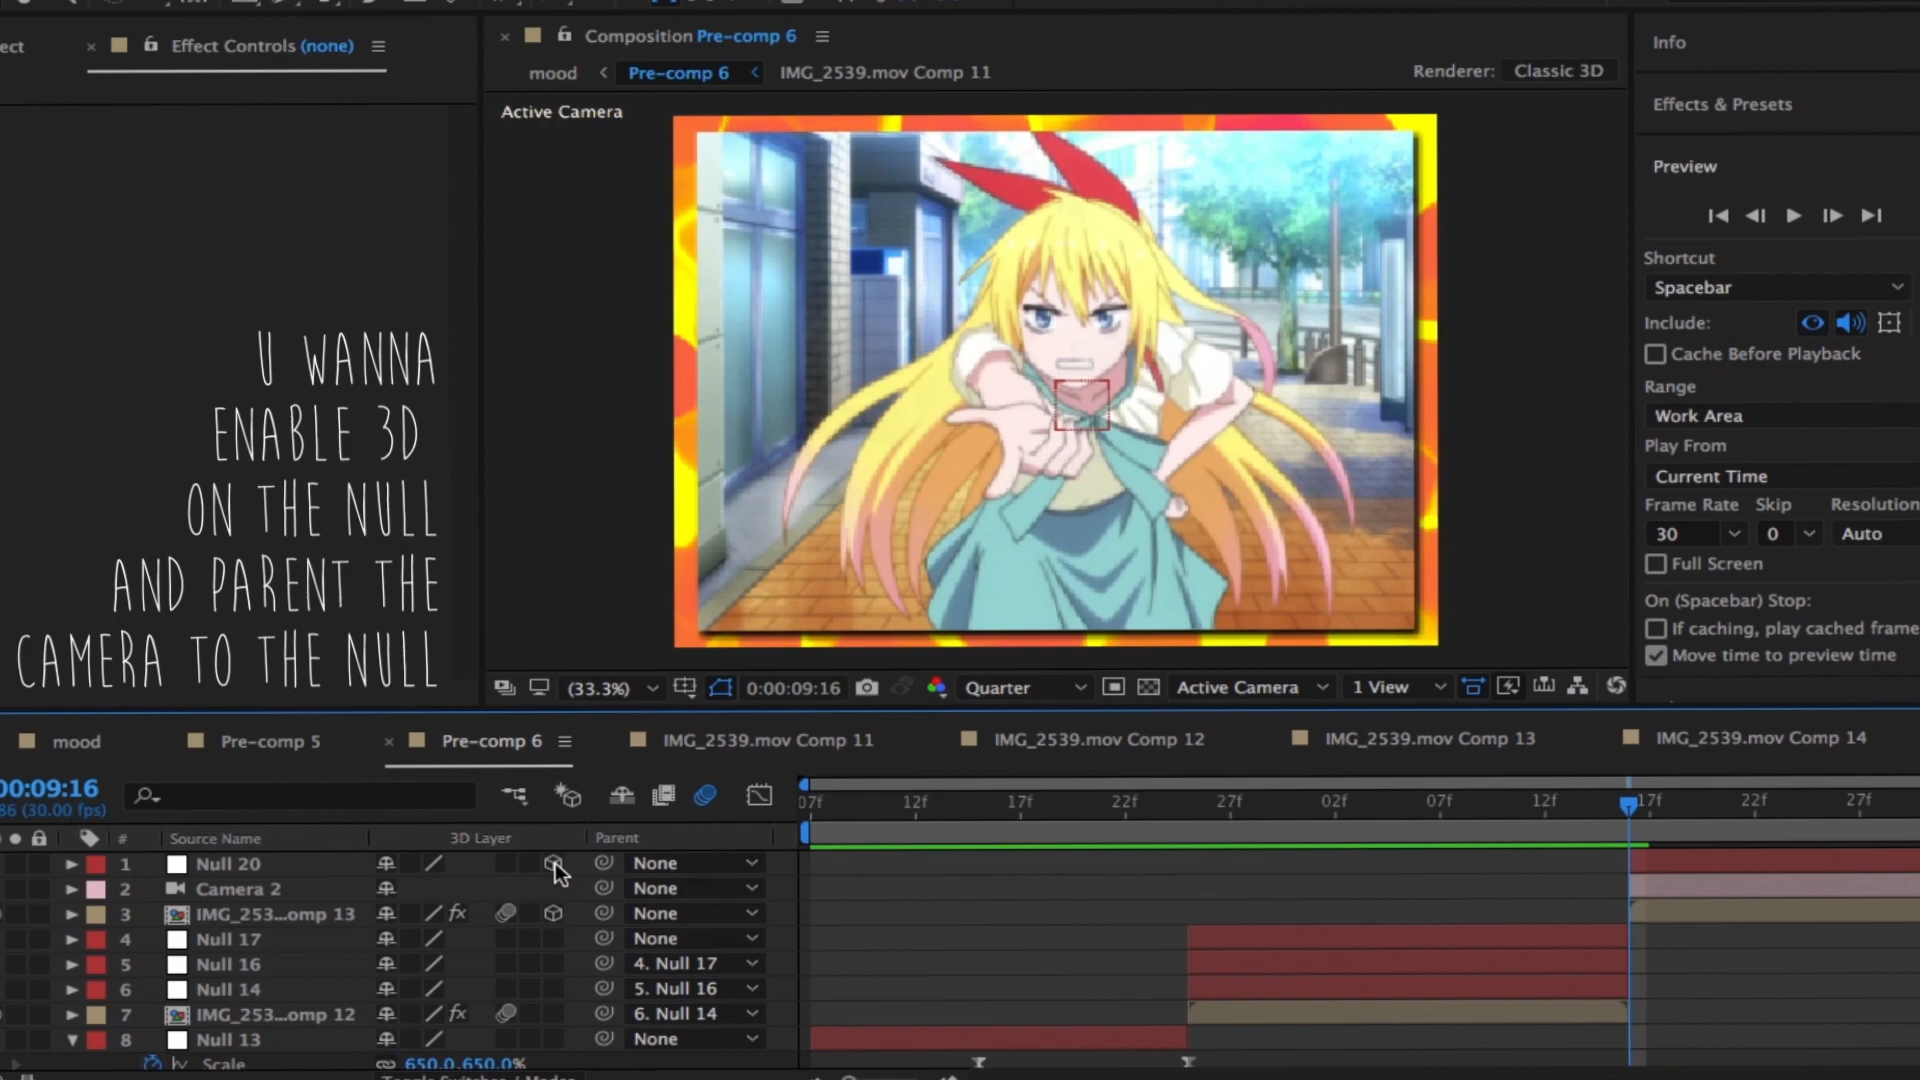 ect
Effect Controls (none)
Composition Pre-comp 6
mood
Pre-comp 6
IMG_2539.mov Comp 11
Renderer:
Classic 3D
Active Camera
U WANNA
ENABLE 3D
ON THE NULL
AND PARENT THE
CAMERA TO THE NULL
Info
Effects & Presets
Preview
Shortcut
Spacebar
Include:
Cache Before Playback
Range
Work Area
Play From
Current Time
Frame Rate
Skip
Resolution
30
0
Auto
Full Screen
On (Spacebar) Stop:
If caching, play cached frame
Move time to preview time
(33.3%)
0:00:09:16
Quarter
Active Camera
1 View
mood
Pre-comp 5
Pre-comp 6
IMG_2539.mov Comp 11
IMG_2539.mov Comp 12
IMG_2539.mov Comp 13
IMG_2539.mov Comp 14
00:09:16
86 (30.00 fps)
07f 12f 17f 22f 27f 02f 07f 12f 17f 22f 27f
# Source Name 3D Layer Parent
1 Null 20 None
2 Camera 2 None
3 IMG_253...omp 13 fx None
4 Null 17 None
5 Null 16 4. Null 17
6 Null 14 5. Null 16
7 IMG_253...omp 12 fx 6. Null 14
8 Null 13 None
Scale 650.0,650.0%
Toggle Switches / Modes